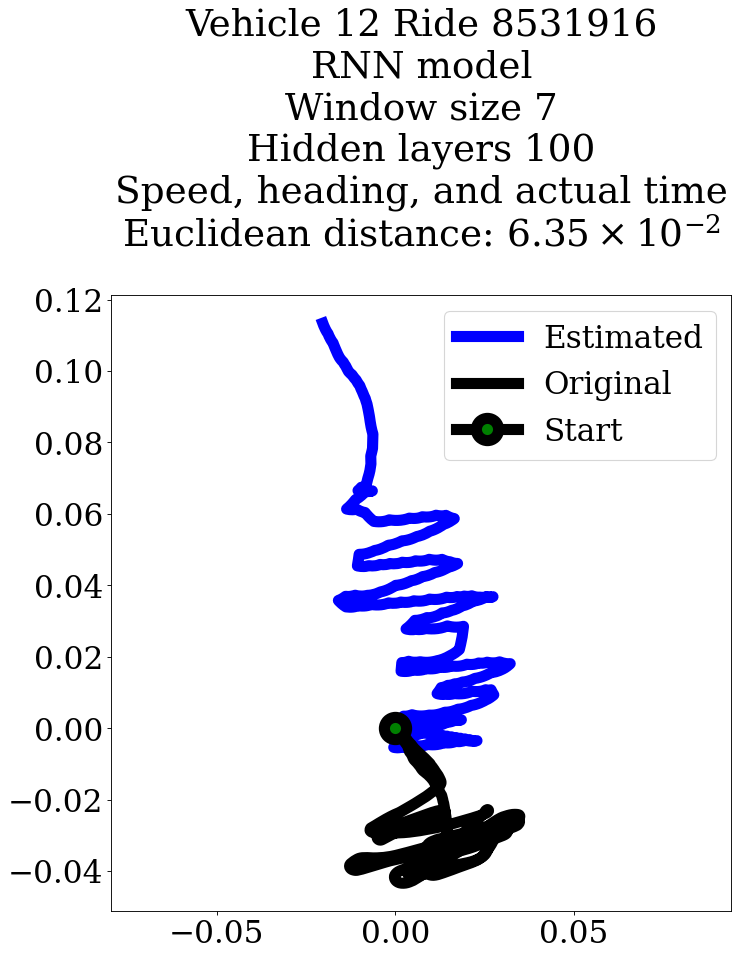 Vehicle 12 Ride 8531916
RNN model
Window size 7
Hidden layers 100
Speed, heading, and actual time
Euclidean distance: 6.35 × 10⁻²
0.12
0.10
0.08
0.06
0.04
0.02
0.00
−0.02
−0.04
Estimated
Original
Start
−0.05
0.00
0.05